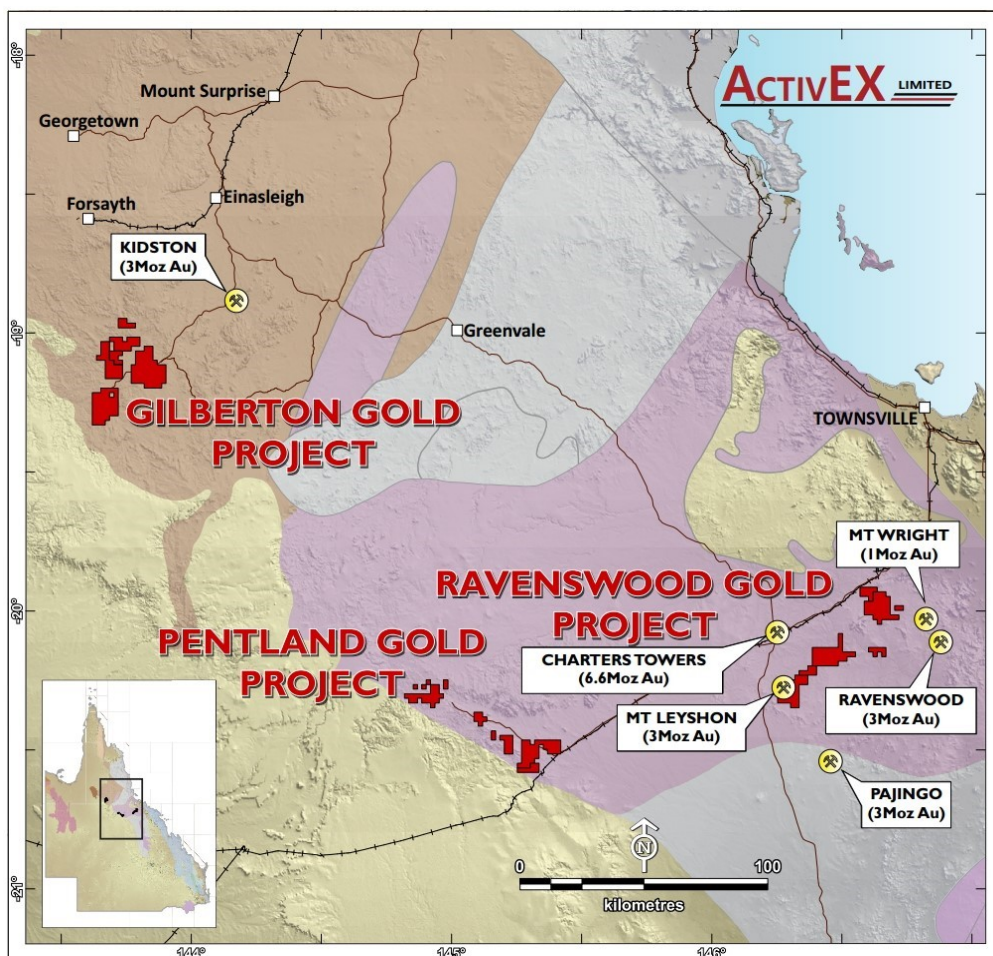 -18°
ACTIVEX LIMITED
Mount Surprise
Georgetown
Einasleigh
Forsyth
KIDSTON
(3Moz Au)
-19°
Greenvale
GILBERTON GOLD
PROJECT
TOWNSVILLE
MT WRIGHT
(1Moz Au)
RAVENSWOOD GOLD
PROJECT
-20°
PENTLAND GOLD
PROJECT
CHARTERS TOWERS
(6.6Moz Au)
RAVENSWOOD
(3Moz Au)
MT LEYSHON
(3Moz Au)
PAJINGO
(3Moz Au)
N
0 100
kilometres
-21°
144° 145° 146°